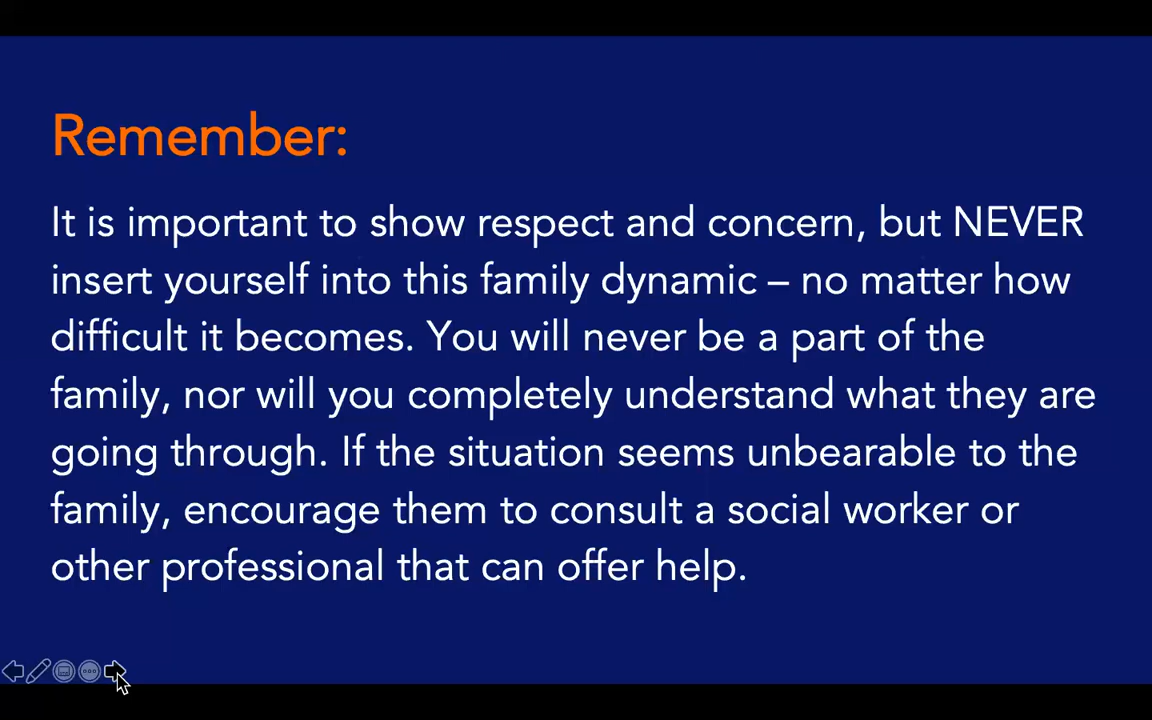 Remember:
It is important to show respect and concern, but NEVER
insert yourself into this family dynamic – no matter how
difficult it becomes. You will never be a part of the
family, nor will you completely understand what they are
going through. If the situation seems unbearable to the
family, encourage them to consult a social worker or
other professional that can offer help.